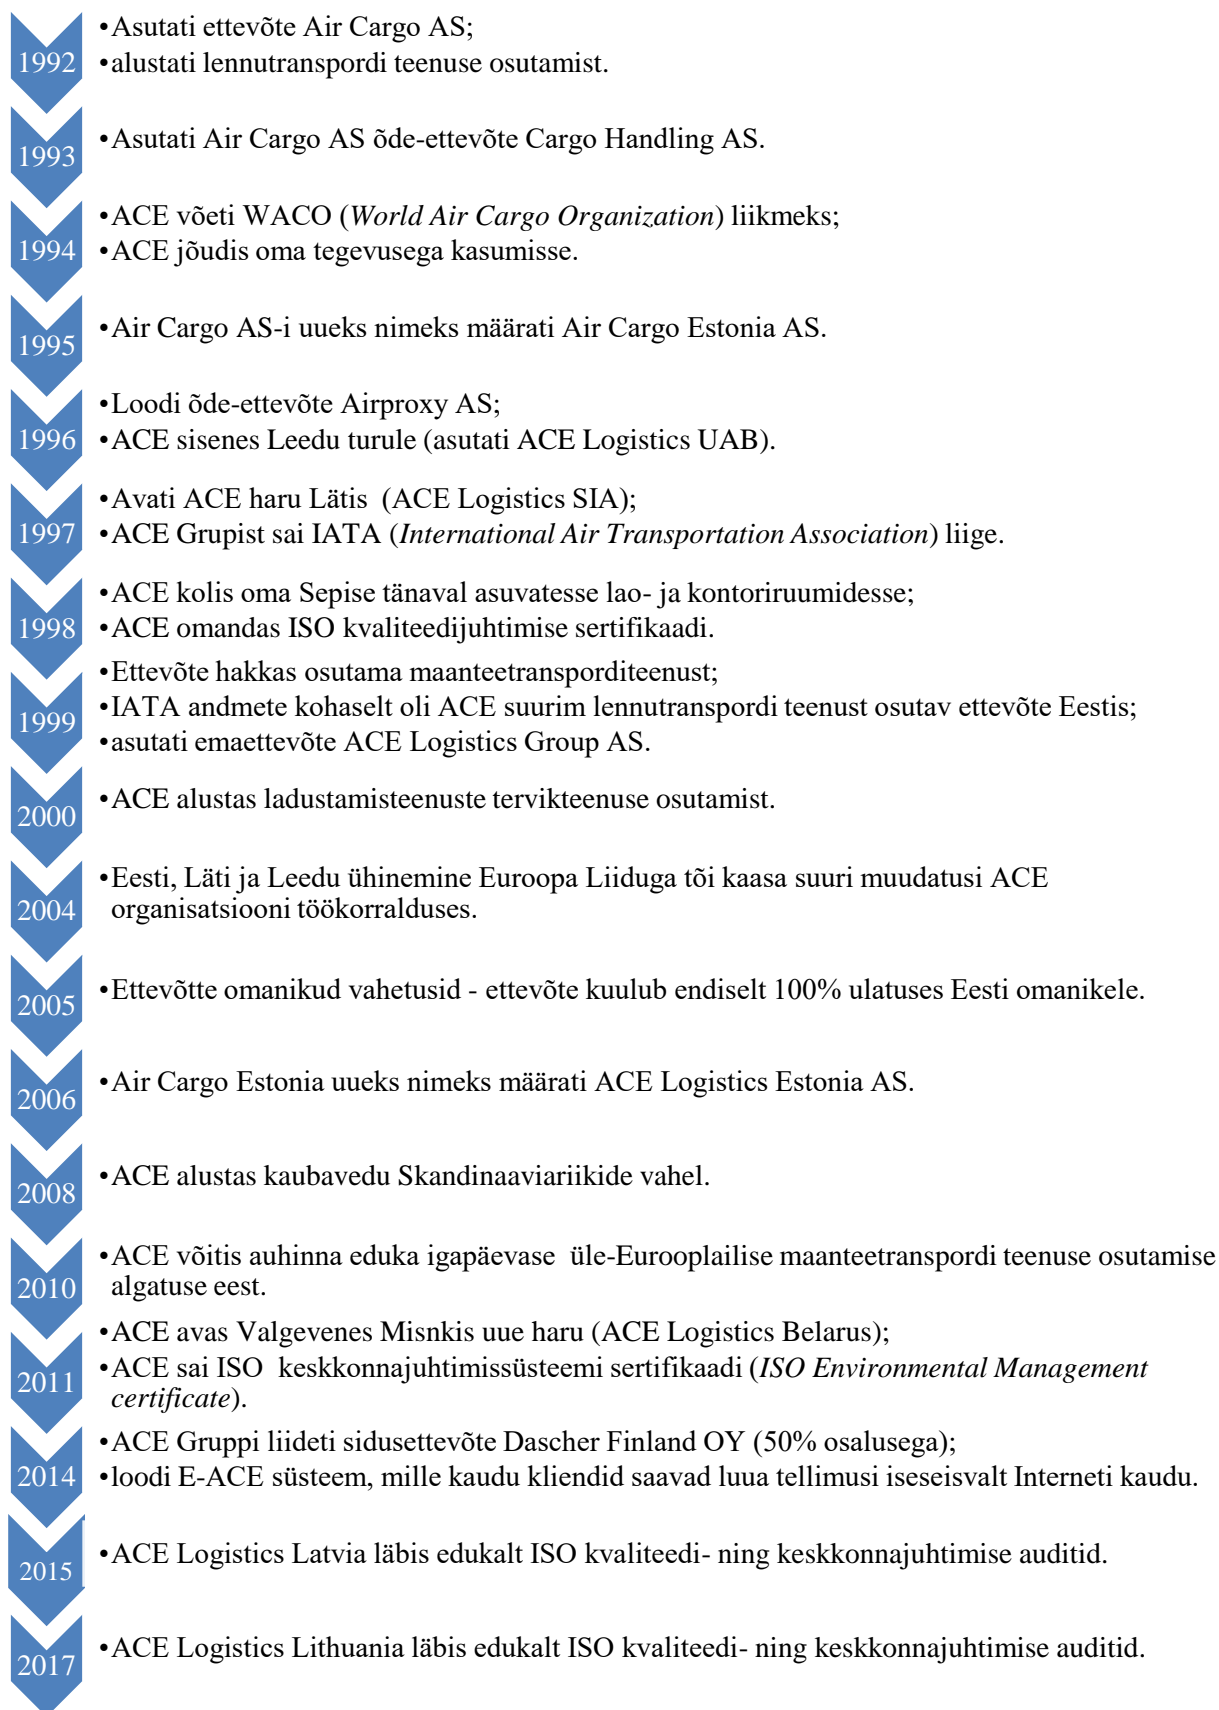 1992
•Asutati ettevõte Air Cargo AS;
•alustati lennutranspordi teenuse osutamist.
1993
•Asutati Air Cargo AS õde-ettevõte Cargo Handling AS.
1994
•ACE võeti WACO (World Air Cargo Organization) liikmeks;
•ACE jõudis oma tegevusega kasumisse.
1995
•Air Cargo AS-i uueks nimeks määrati Air Cargo Estonia AS.
1996
•Loodi õde-ettevõte Airproxy AS;
•ACE sisenes Leedu turule (asutati ACE Logistics UAB).
1997
•Avati ACE haru Lätis (ACE Logistics SIA);
•ACE Grupist sai IATA (International Air Transportation Association) liige.
1998
•ACE kolis oma Sepise tänaval asuvatesse lao- ja kontoriruumidesse;
•ACE omandas ISO kvaliteedijuhtimise sertifikaadi.
1999
•Ettevõte hakkas osutama maanteetransporditeenust;
•IATA andmete kohaselt oli ACE suurim lennutranspordi teenust osutav ettevõte Eestis;
•asutati emaettevõte ACE Logistics Group AS.
2000
•ACE alustas ladustamisteenuste tervikteenuse osutamist.
2004
•Eesti, Läti ja Leedu ühinemine Euroopa Liiduga tõi kaasa suuri muudatusi ACE
organisatsiooni töökorralduses.
2005
•Ettevõtte omanikud vahetusid - ettevõte kuulub endiselt 100% ulatuses Eesti omanikele.
2006
•Air Cargo Estonia uueks nimeks määrati ACE Logistics Estonia AS.
2008
•ACE alustas kaubavedu Skandinaaviariikide vahel.
2010
•ACE võitis auhinna eduka igapäevase üle-Eurooplailise maanteetranspordi teenuse osutamise
algatuse eest.
2011
•ACE avas Valgevenes Misnkis uue haru (ACE Logistics Belarus);
•ACE sai ISO keskkonnajuhtimissüsteemi sertifikaadi (ISO Environmental Management
certificate).
2014
•ACE Gruppi liideti sidusettevõte Dascher Finland OY (50% osalusega);
•loodi E-ACE süsteem, mille kaudu kliendid saavad luua tellimusi iseseisvalt Interneti kaudu.
2015
•ACE Logistics Latvia läbis edukalt ISO kvaliteedi- ning keskkonnajuhtimise auditid.
2017
•ACE Logistics Lithuania läbis edukalt ISO kvaliteedi- ning keskkonnajuhtimise auditid.